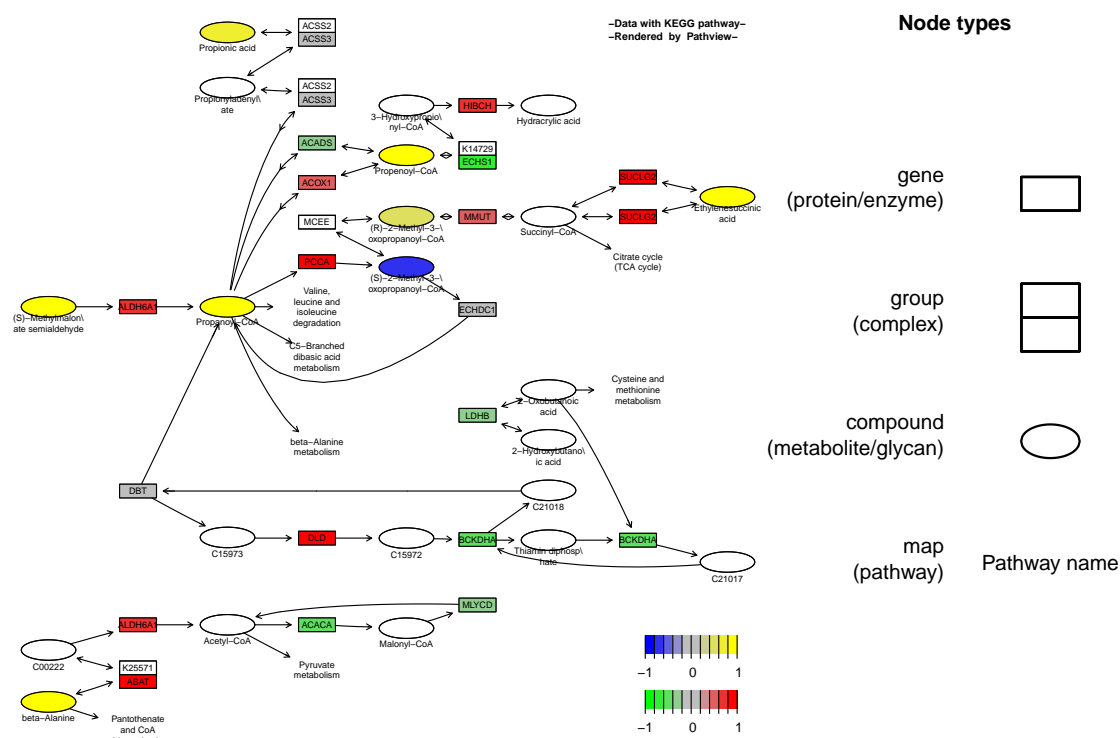 –Data with KEGG pathway–
–Rendered by Pathview–
Node types
ACSS2
ACSS3
Propionic acid
ACSS2
ACSS3
Propionyladenyl\
ate
3–Hydroxypropio\
nyl–CoA
HIBCH
Hydracrylic acid
ACADS
K14729
ECHS1
Propenoyl–CoA
ACOX1
SUCLG2
Ethylenesuccinic
acid
MCEE
(R)–2–Methyl–3–\
oxopropanoyl–CoA
MMUT
Succinyl–CoA
SUCLG2
Citrate cycle
(TCA cycle)
PCCA
(S)–2–Methyl–3–\
oxopropanoyl–CoA
Valine,
leucine and
isoleucine
degradation
(S)–Methylmalon\
ate semialdehyde
ALDH6A1
Propanoyl–CoA
ECHDC1
C5–Branched
dibasic acid
metabolism
2–Oxobutanoic
acid
Cysteine and
methionine
metabolism
LDHB
2–Hydroxybutano\
ic acid
beta–Alanine
metabolism
DBT
C21018
C15973
DLD
C15972
BCKDHA
Thiamin diphosp\
hate
BCKDHA
C21017
MLYCD
ALDH6A1
Acetyl–CoA
ACACA
Malonyl–CoA
C00222
K25571
ABAT
Pyruvate
metabolism
beta–Alanine
Pantothenate
and CoA
gene
(protein/enzyme)
group
(complex)
compound
(metabolite/glycan)
map
(pathway)
Pathway name
–1 0 1
–1 0 1